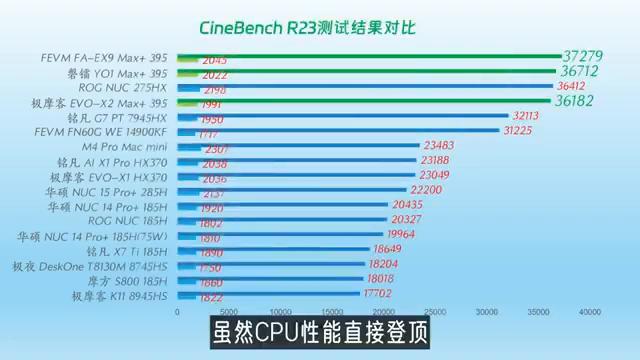 CineBench R23测试结果对比
FEVM FA-EX9 Max+ 395 2045 37279
磐镭 YO1 Max+ 395 2022 36712
ROG NUC 275HX 2198 36412
极摩客 EVO-X2 Max+ 395 1991 36182
铭凡 G7 PT 7945HX 1950 32113
FEVM FN60G WE 14900KF 1717 31225
M4 Pro Mac mini 2307 23483
铭凡 AI X1 Pro HX370 2038 23188
极摩客 EVO-X1 HX370 2036 23049
华硕 NUC 15 Pro+ 285H 2137 22200
华硕 NUC 14 Pro+ 185H 1920 20435
ROG NUC 185H 1802 20327
华硕 NUC 14 Pro+ 185H(75W) 1810 19964
铭凡 X7 Ti 185H 1890 18649
极夜 DeskOne T8130M 8745HS 1750 18204
摩方 S800 185H 1860 18018
极摩客 K11 8945HS 1822 17702
0 5000 10000 15000 20000 25000 30000 35000 40000
虽然CPU性能直接登顶